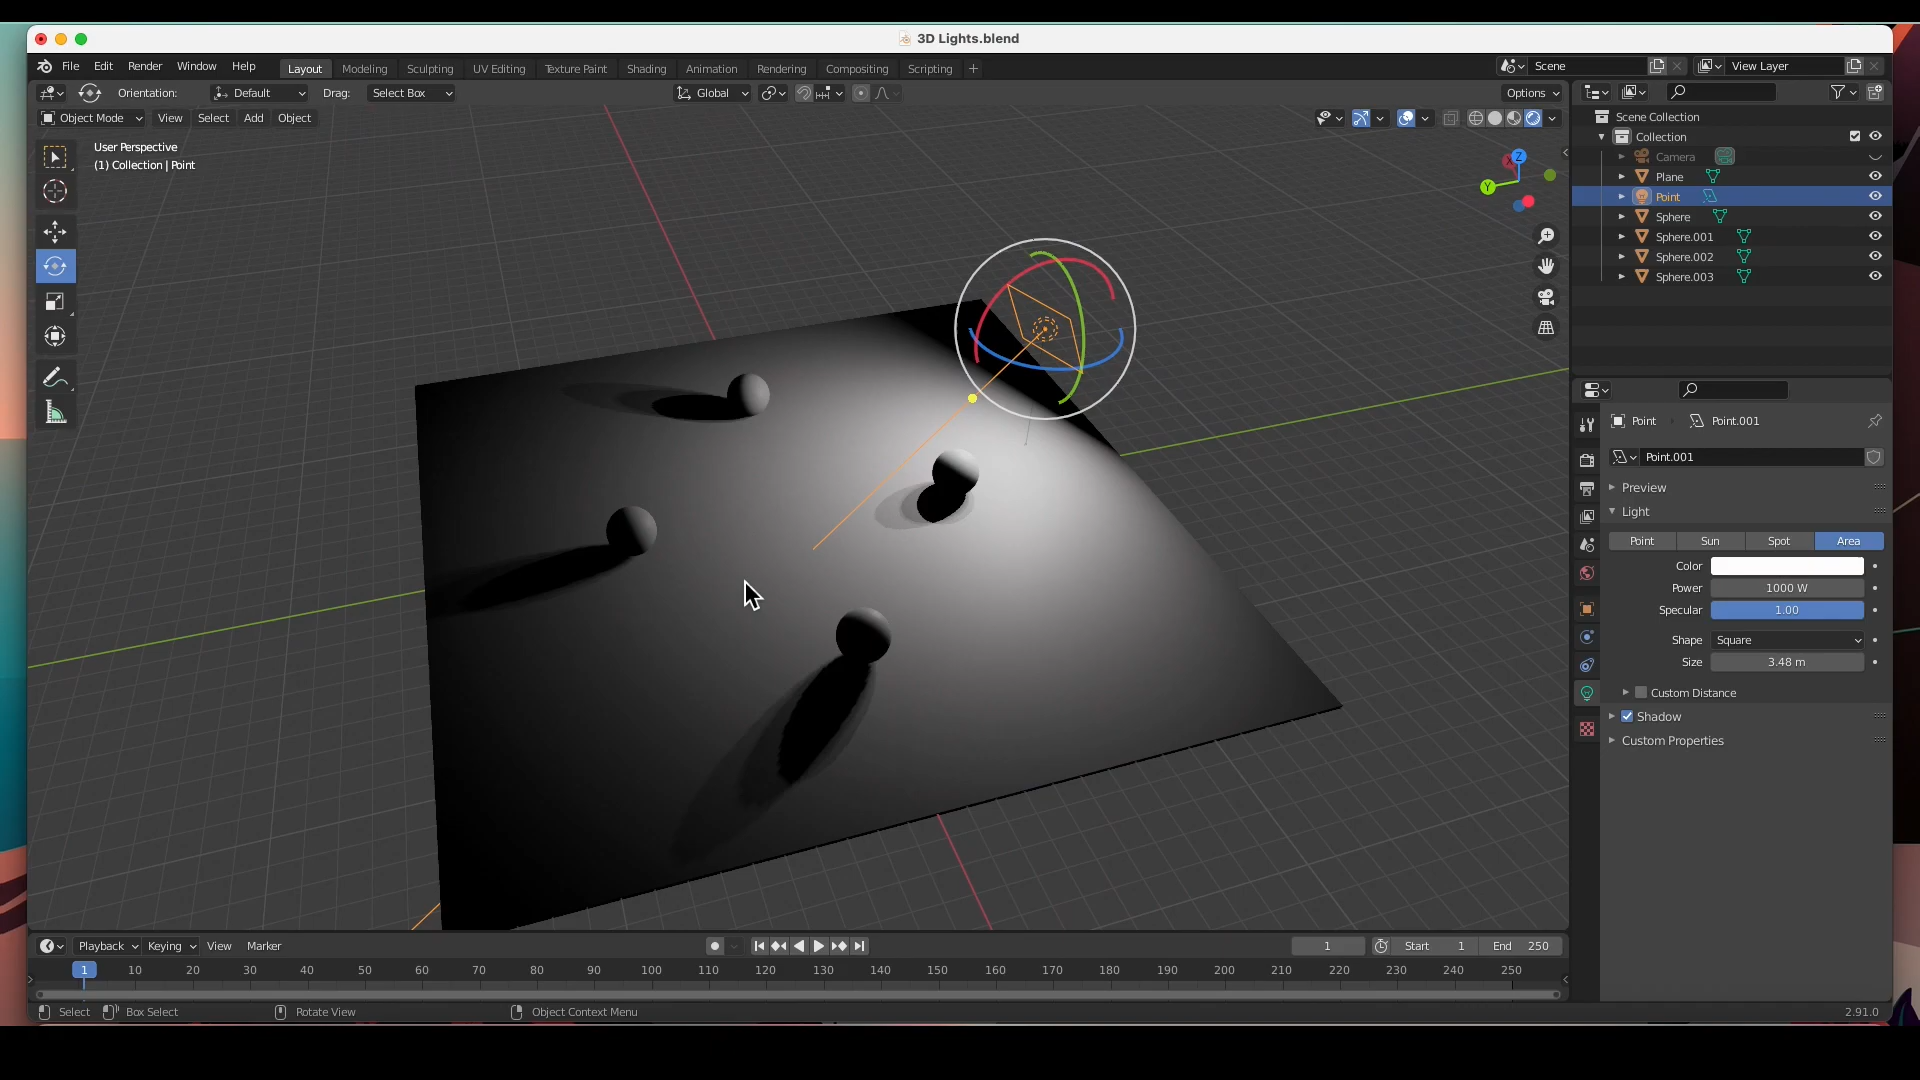 3D Lights.blend
File Edit Render Window Help Layout Modeling Sculpting UV Editing Texture Paint Shading Animation Rendering Compositing Scripting + Scene View Layer
Orientation: Default Drag: Select Box Global Options
Object Mode View Select Add Object
User Perspective
(1) Collection | Point
Z
X
Y
Scene Collection
Collection
Camera
Plane
Point
Sphere
Sphere.001
Sphere.002
Sphere.003
Point Point.001
Point.001
Preview
Light
Point Sun Spot Area
Color
Power 1000 W
Specular 1.00
Shape Square
Size 3.48 m
Custom Distance
Shadow
Custom Properties
Playback Keying View Marker 1 Start 1 End 250
1 10 20 30 40 50 60 70 80 90 100 110 120 130 140 150 160 170 180 190 200 210 220 230 240 250
Select Box Select Rotate View Object Context Menu 2.91.0